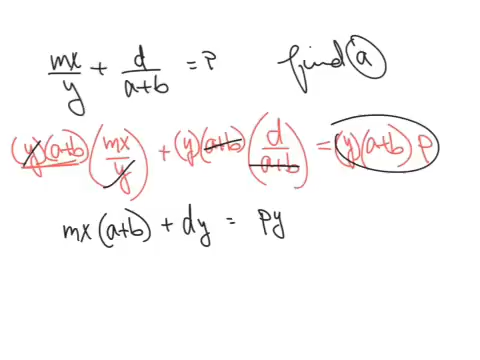 mx/y + d/(a+b) = P find a
(y)(a+b)(mx/y) + (y)(a+b)(d/(a+b)) = (y)(a+b)P
mx(a+b) + dy = Py